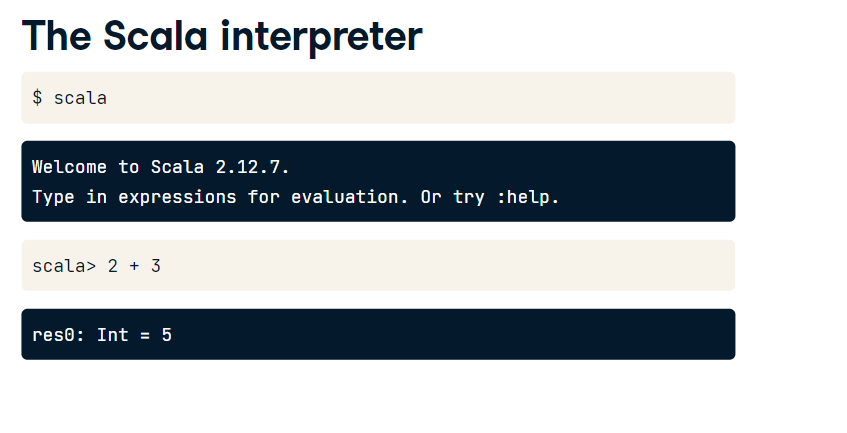 The Scala interpreter
$ scala
Welcome to Scala 2.12.7.
Type in expressions for evaluation. Or try :help.
scala> 2 + 3
res0: Int = 5